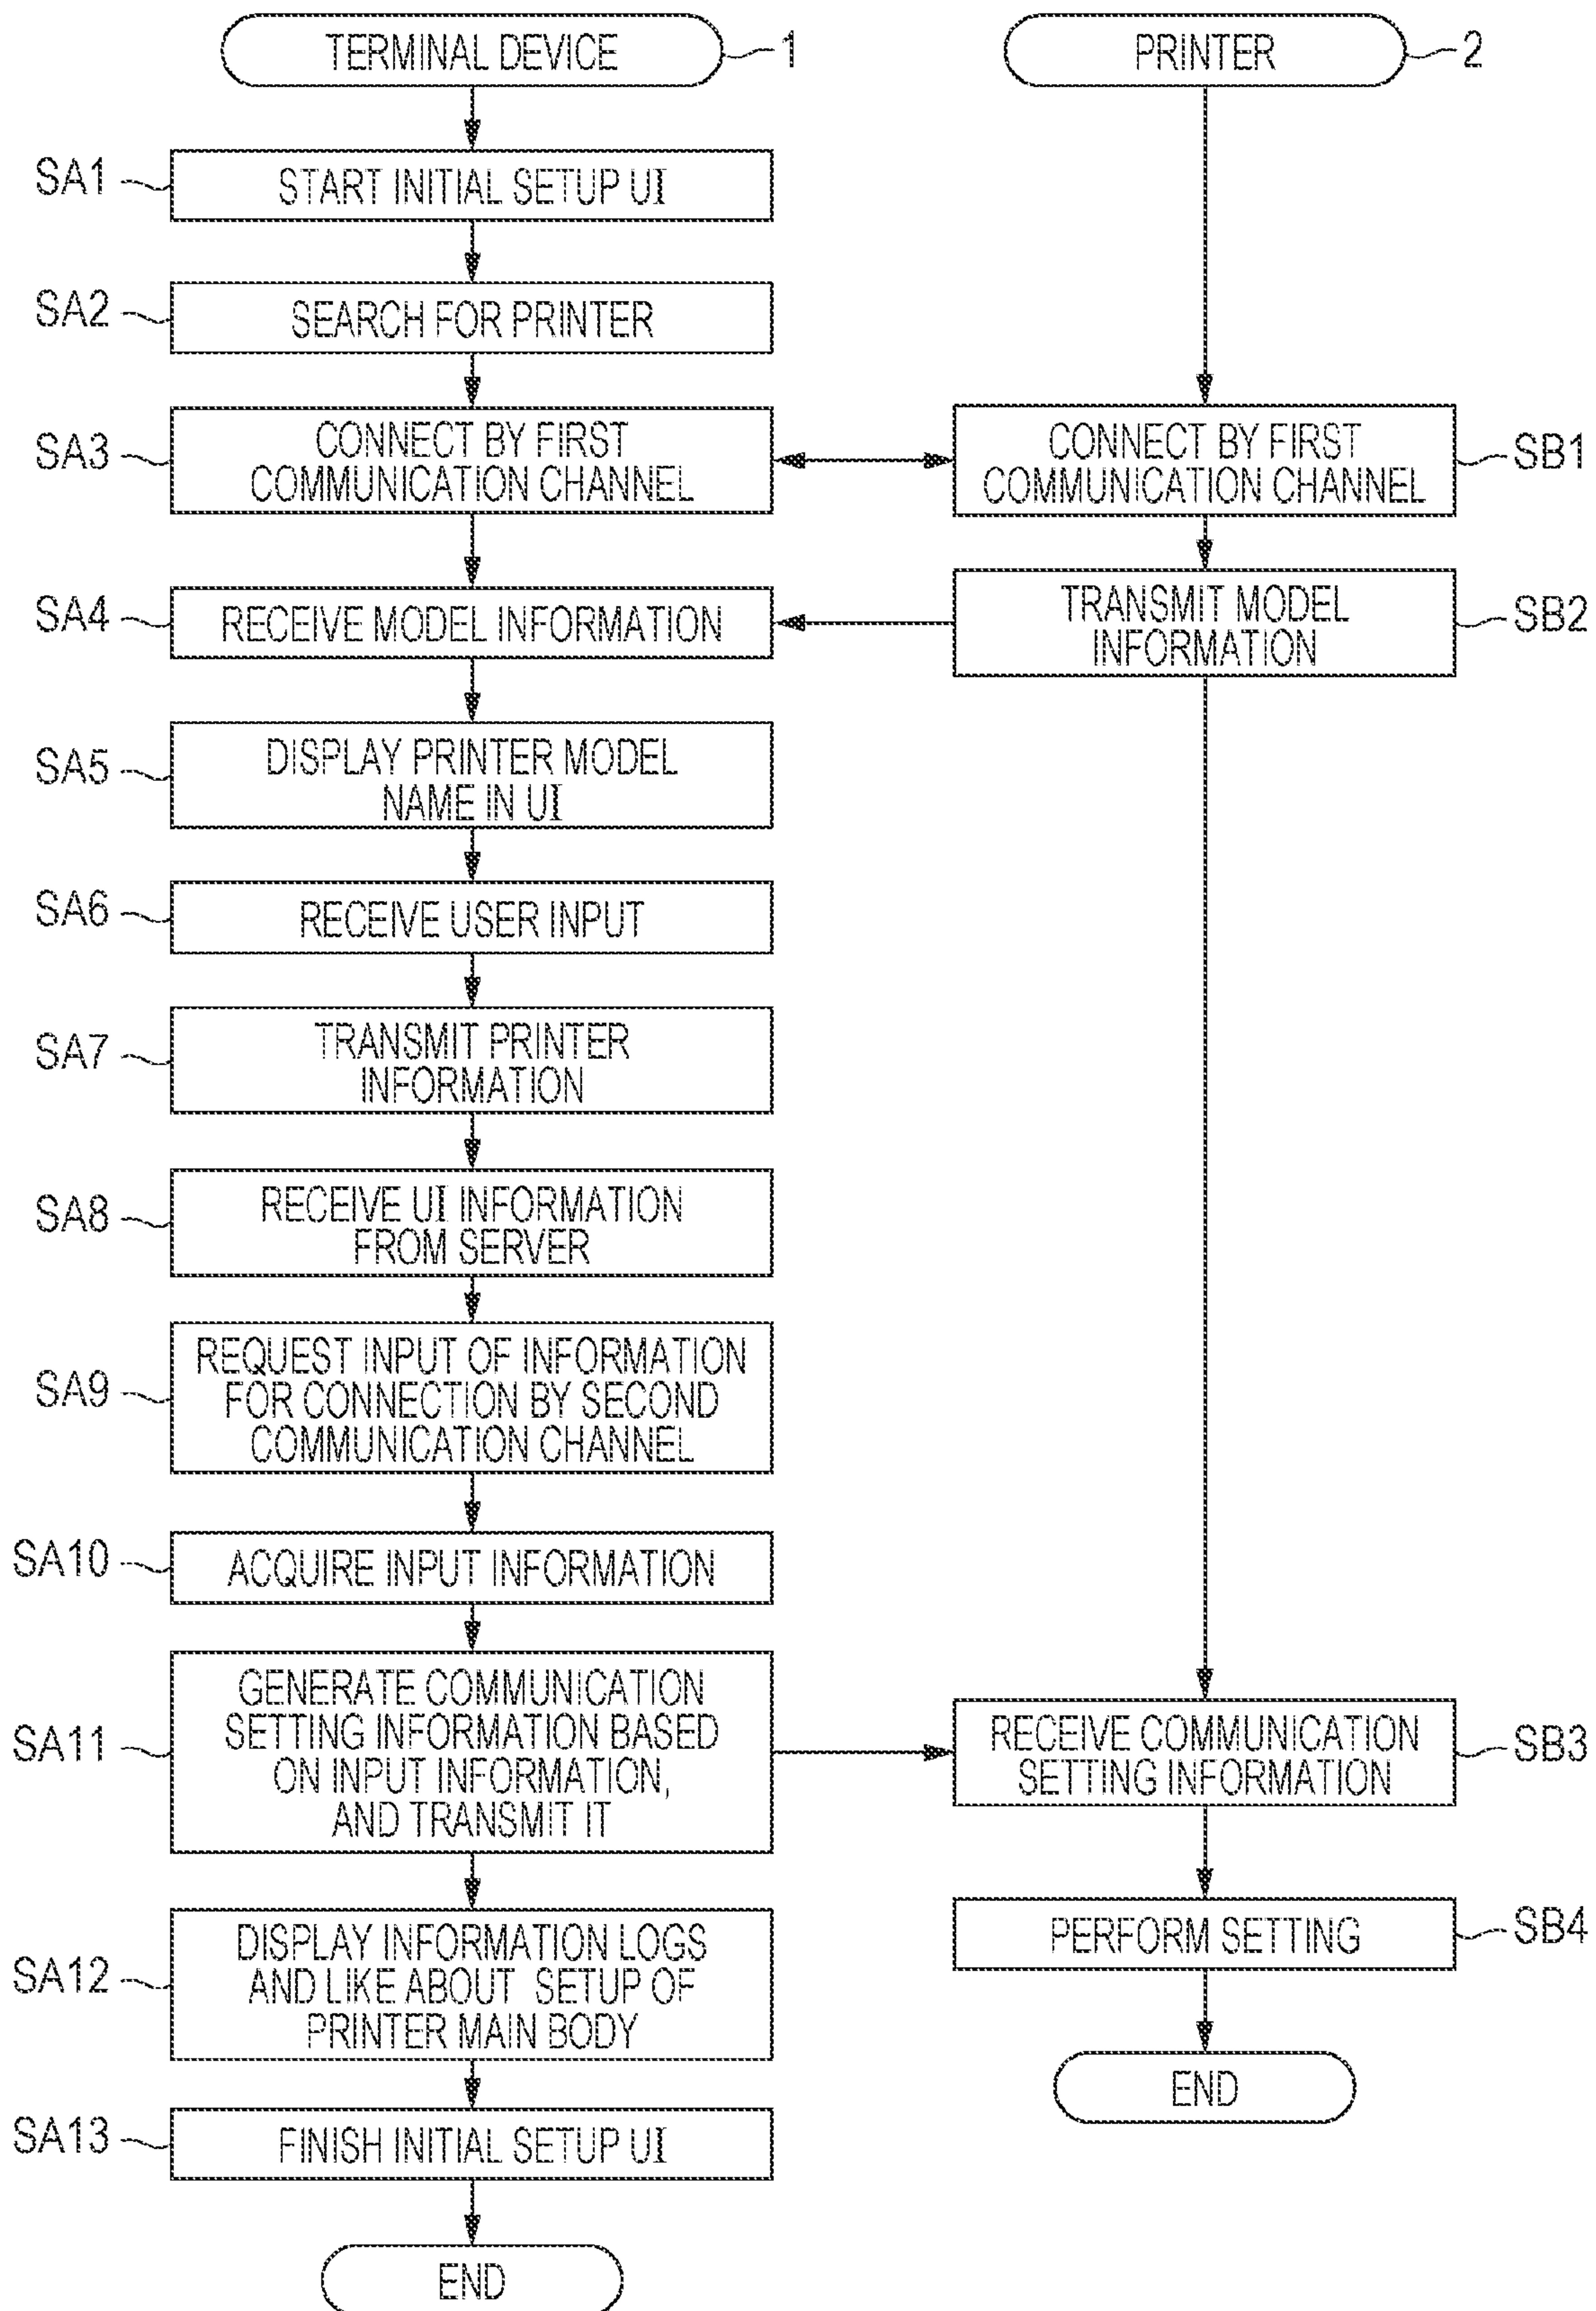 TERMINAL DEVICE
1
PRINTER
2
SA1
START INITIAL SETUP UI
SA2
SEARCH FOR PRINTER
SA3
CONNECT BY FIRST
COMMUNICATION CHANNEL
CONNECT BY FIRST
COMMUNICATION CHANNEL
SB1
SA4
RECEIVE MODEL INFORMATION
TRANSMIT MODEL
INFORMATION
SB2
SA5
DISPLAY PRINTER MODEL
NAME IN UI
SA6
RECEIVE USER INPUT
SA7
TRANSMIT PRINTER
INFORMATION
SA8
RECEIVE UI INFORMATION
FROM SERVER
SA9
REQUEST INPUT OF INFORMATION
FOR CONNECTION BY SECOND
COMMUNICATION CHANNEL
SA10
ACQUIRE INPUT INFORMATION
SA11
GENERATE COMMUNICATION
SETTING INFORMATION BASED
ON INPUT INFORMATION,
AND TRANSMIT IT
RECEIVE COMMUNICATION
SETTING INFORMATION
SB3
SA12
DISPLAY INFORMATION LOGS
AND LIKE ABOUT SETUP OF
PRINTER MAIN BODY
PERFORM SETTING
SB4
END
SA13
FINISH INITIAL SETUP UI
END